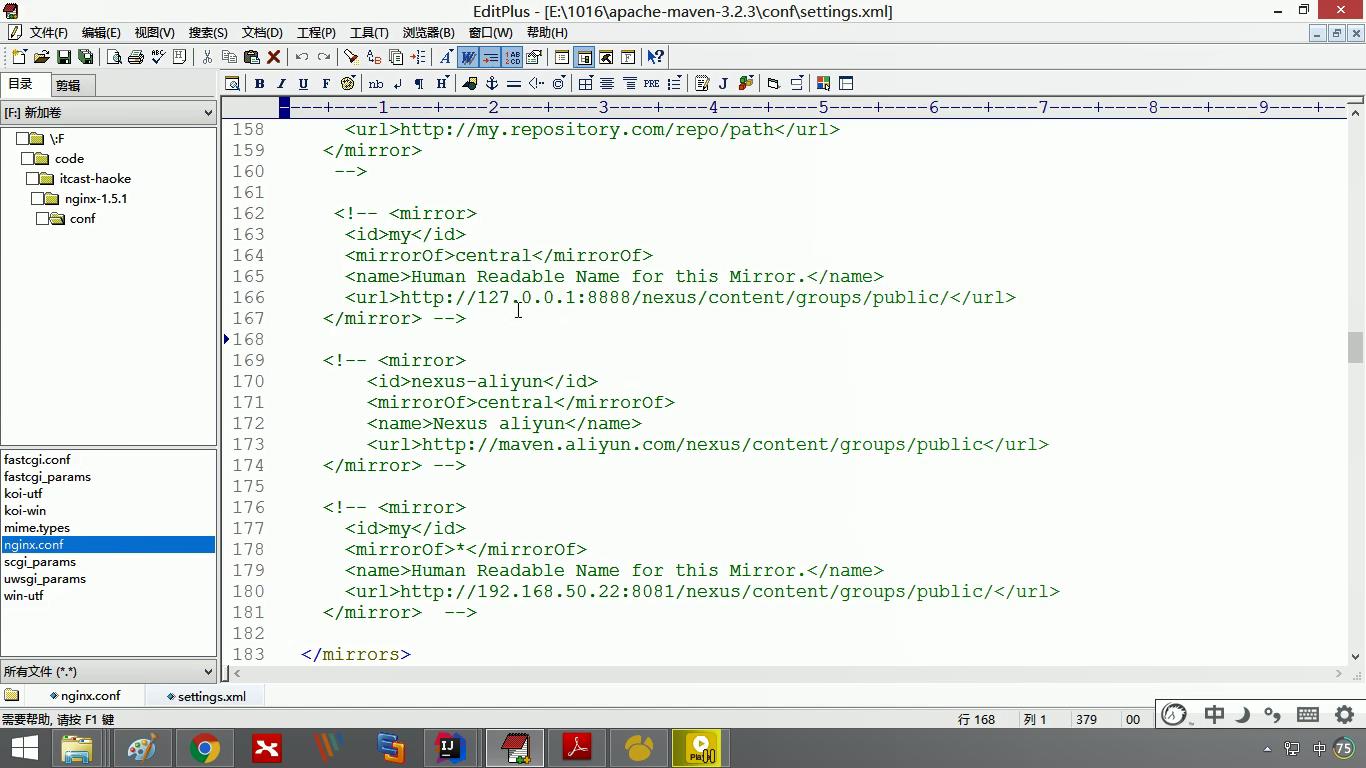 EditPlus - [E:\1016\apache-maven-3.2.3\conf\settings.xml]
文件(F) 编辑(E) 视图(V) 搜索(S) 文档(D) 工程(P) 工具(T) 浏览器(B) 窗口(W) 帮助(H)
目录 剪辑
B I U F nb ¶ H PRE J
[F:] 新加卷
----+----1----+----2----+----3----+----4----+----5----+----6----+----7----+----8----+----9----+--
\:F
code
itcast-haoke
nginx-1.5.1
conf
fastcgi.conf
fastcgi_params
koi-utf
koi-win
mime.types
nginx.conf
scgi_params
uwsgi_params
win-utf
所有文件 (*.*)
158 <url>http://my.repository.com/repo/path</url>
159 </mirror>
160 -->
161
162 <!-- <mirror>
163 <id>my</id>
164 <mirrorOf>central</mirrorOf>
165 <name>Human Readable Name for this Mirror.</name>
166 <url>http://127.0.0.1:8888/nexus/content/groups/public/</url>
167 </mirror> -->
168
169 <!-- <mirror>
170 <id>nexus-aliyun</id>
171 <mirrorOf>central</mirrorOf>
172 <name>Nexus aliyun</name>
173 <url>http://maven.aliyun.com/nexus/content/groups/public</url>
174 </mirror> -->
175
176 <!-- <mirror>
177 <id>my</id>
178 <mirrorOf>*</mirrorOf>
179 <name>Human Readable Name for this Mirror.</name>
180 <url>http://192.168.50.22:8081/nexus/content/groups/public/</url>
181 </mirror>  -->
182
183 </mirrors>
nginx.conf settings.xml
需要帮助, 请按 F1 键 行 168 列 1 379 00
中
中 75